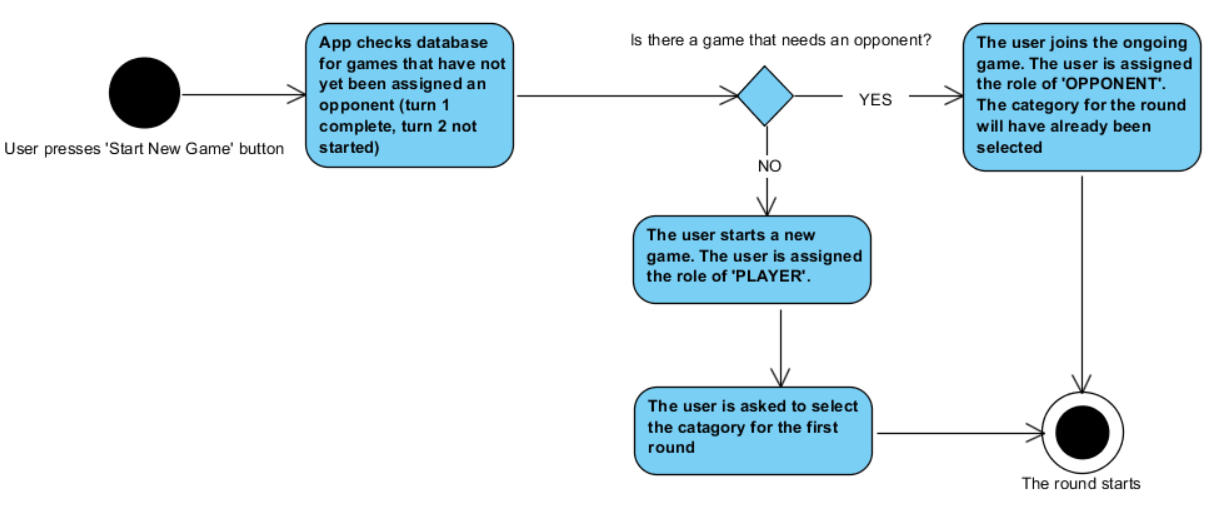 App checks database
for games that have not
yet been assigned an
opponent (turn 1
complete, turn 2 not
started)
User presses 'Start New Game' button
Is there a game that needs an opponent?
YES
NO
The user joins the ongoing
game. The user is assigned
the role of 'OPPONENT'.
The category for the round
will have already been
selected
The user starts a new
game. The user is assigned
the role of 'PLAYER'.
The user is asked to select
the catagory for the first
round
The round starts